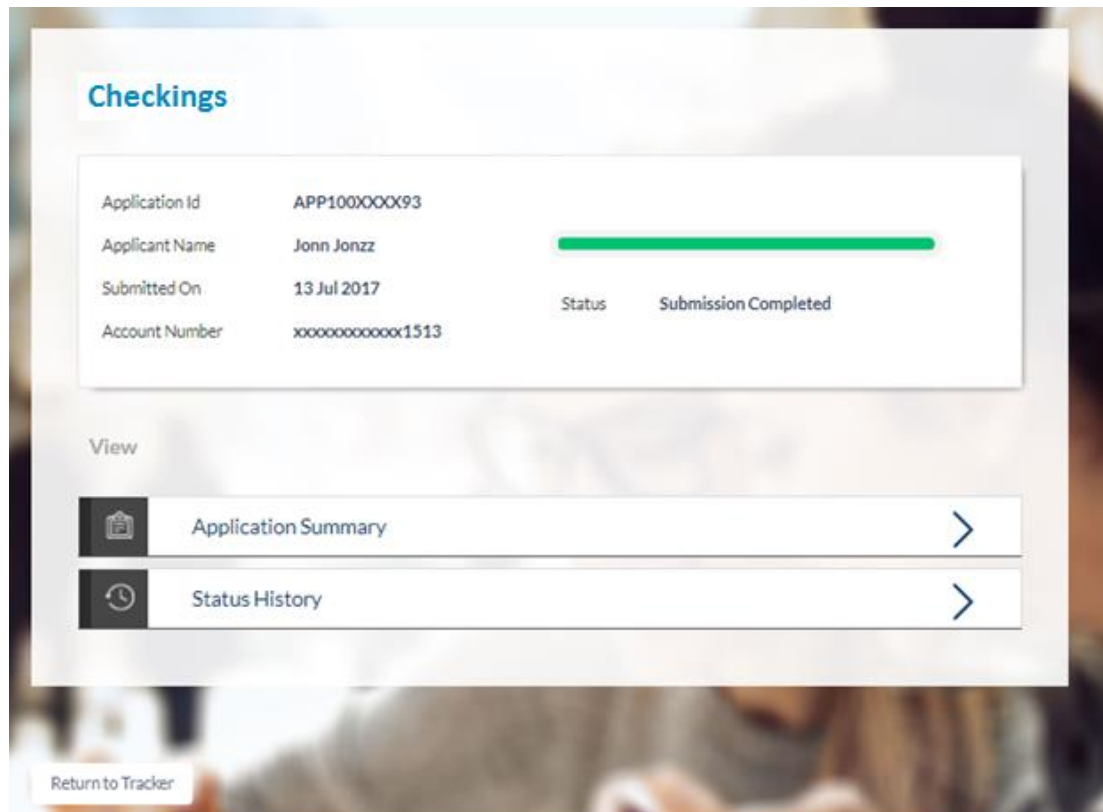 Checkings
Application Id APP100XXXX93
Applicant Name Jonn Jonzz
Submitted On 13 Jul 2017
Account Number xxxxxxxxxxxx1513
Status Submission Completed
View
Application Summary
Status History
Return to Tracker